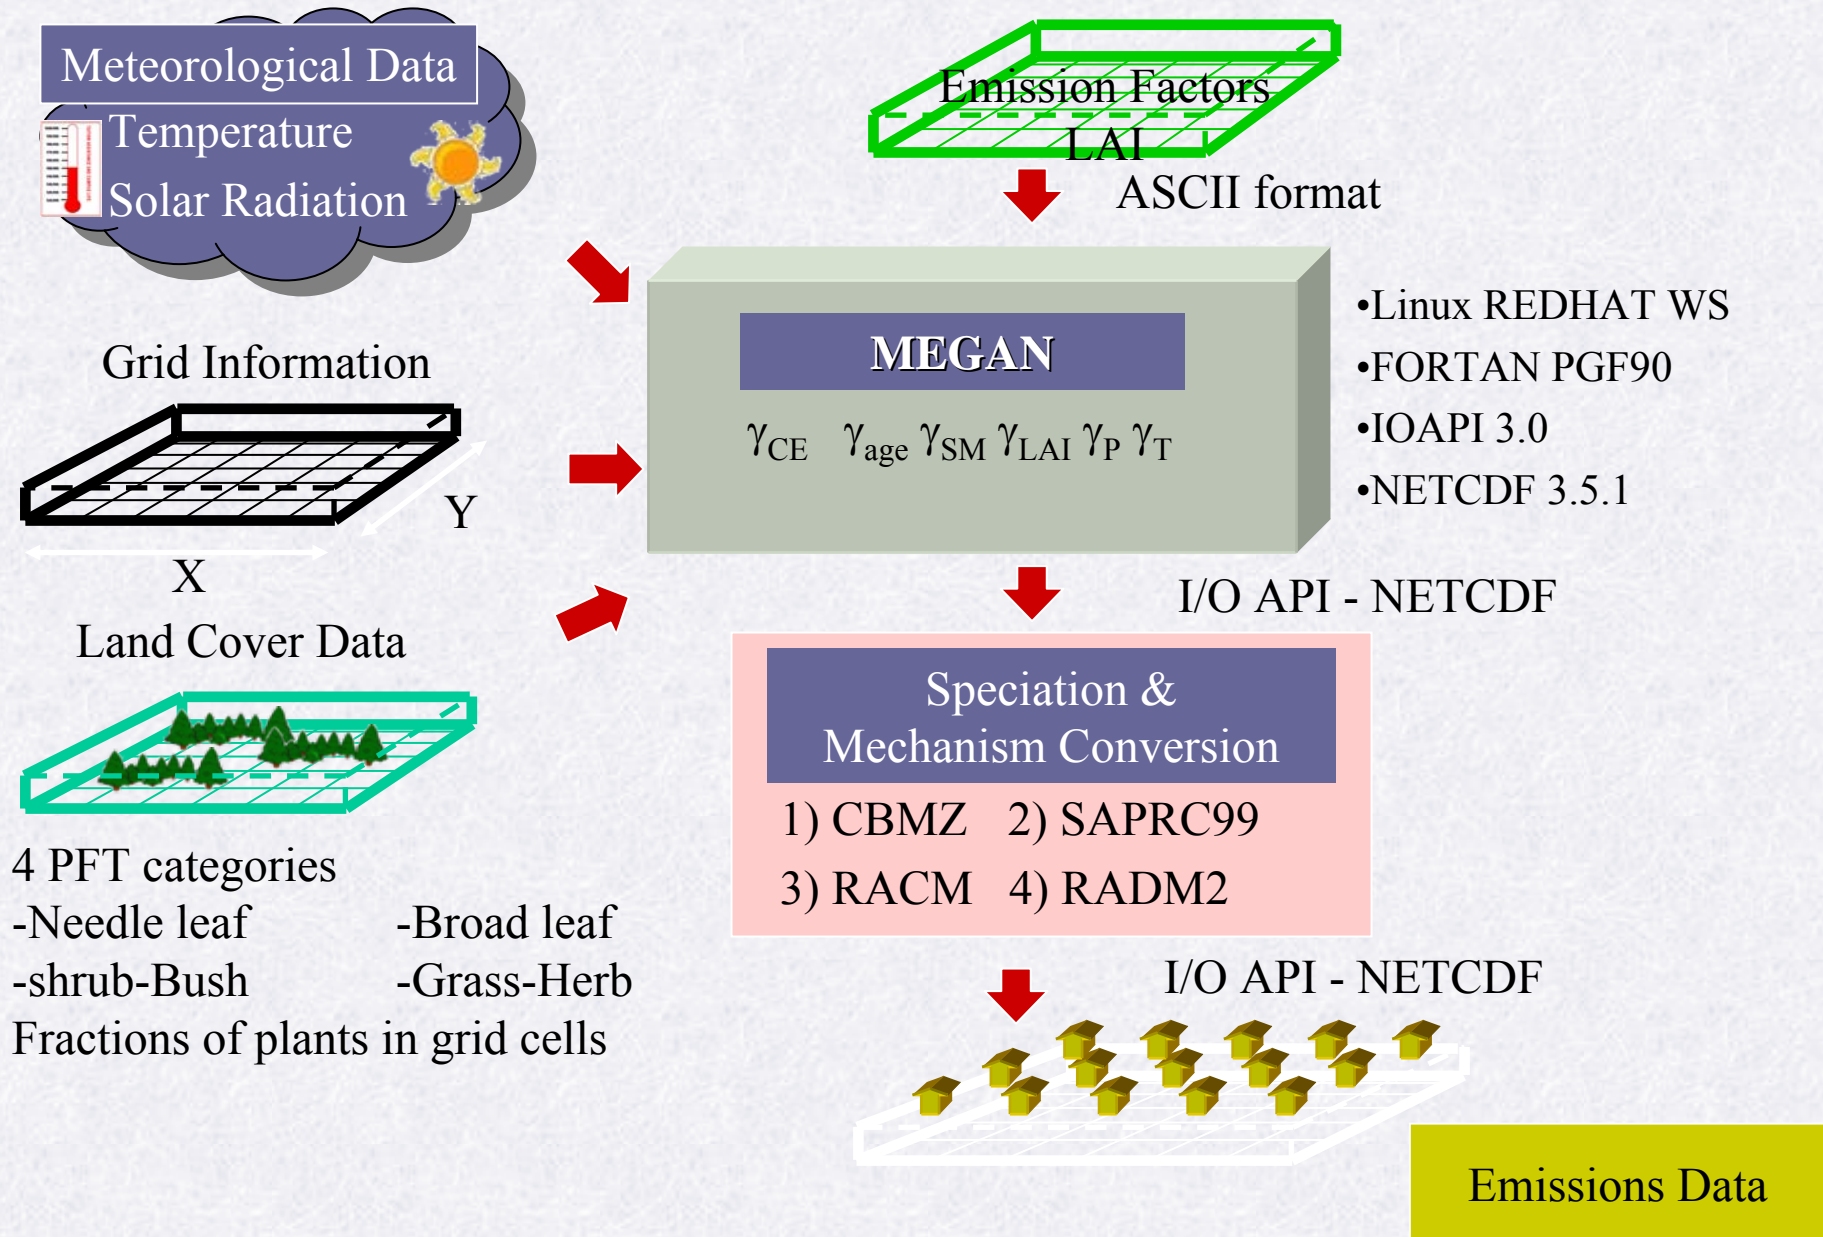 Meteorological Data
Temperature
Solar Radiation
Emission Factors
LAI
ASCII format
Grid Information
Y
X
MEGAN
γCE γage γSM γLAI γP γT
•Linux REDHAT WS
•FORTAN PGF90
•IOAPI 3.0
•NETCDF 3.5.1
I/O API - NETCDF
Land Cover Data
4 PFT categories
-Needle leaf -Broad leaf
-shrub-Bush -Grass-Herb
Fractions of plants in grid cells
Speciation &
Mechanism Conversion
1) CBMZ 2) SAPRC99
3) RACM 4) RADM2
I/O API - NETCDF
Emissions Data